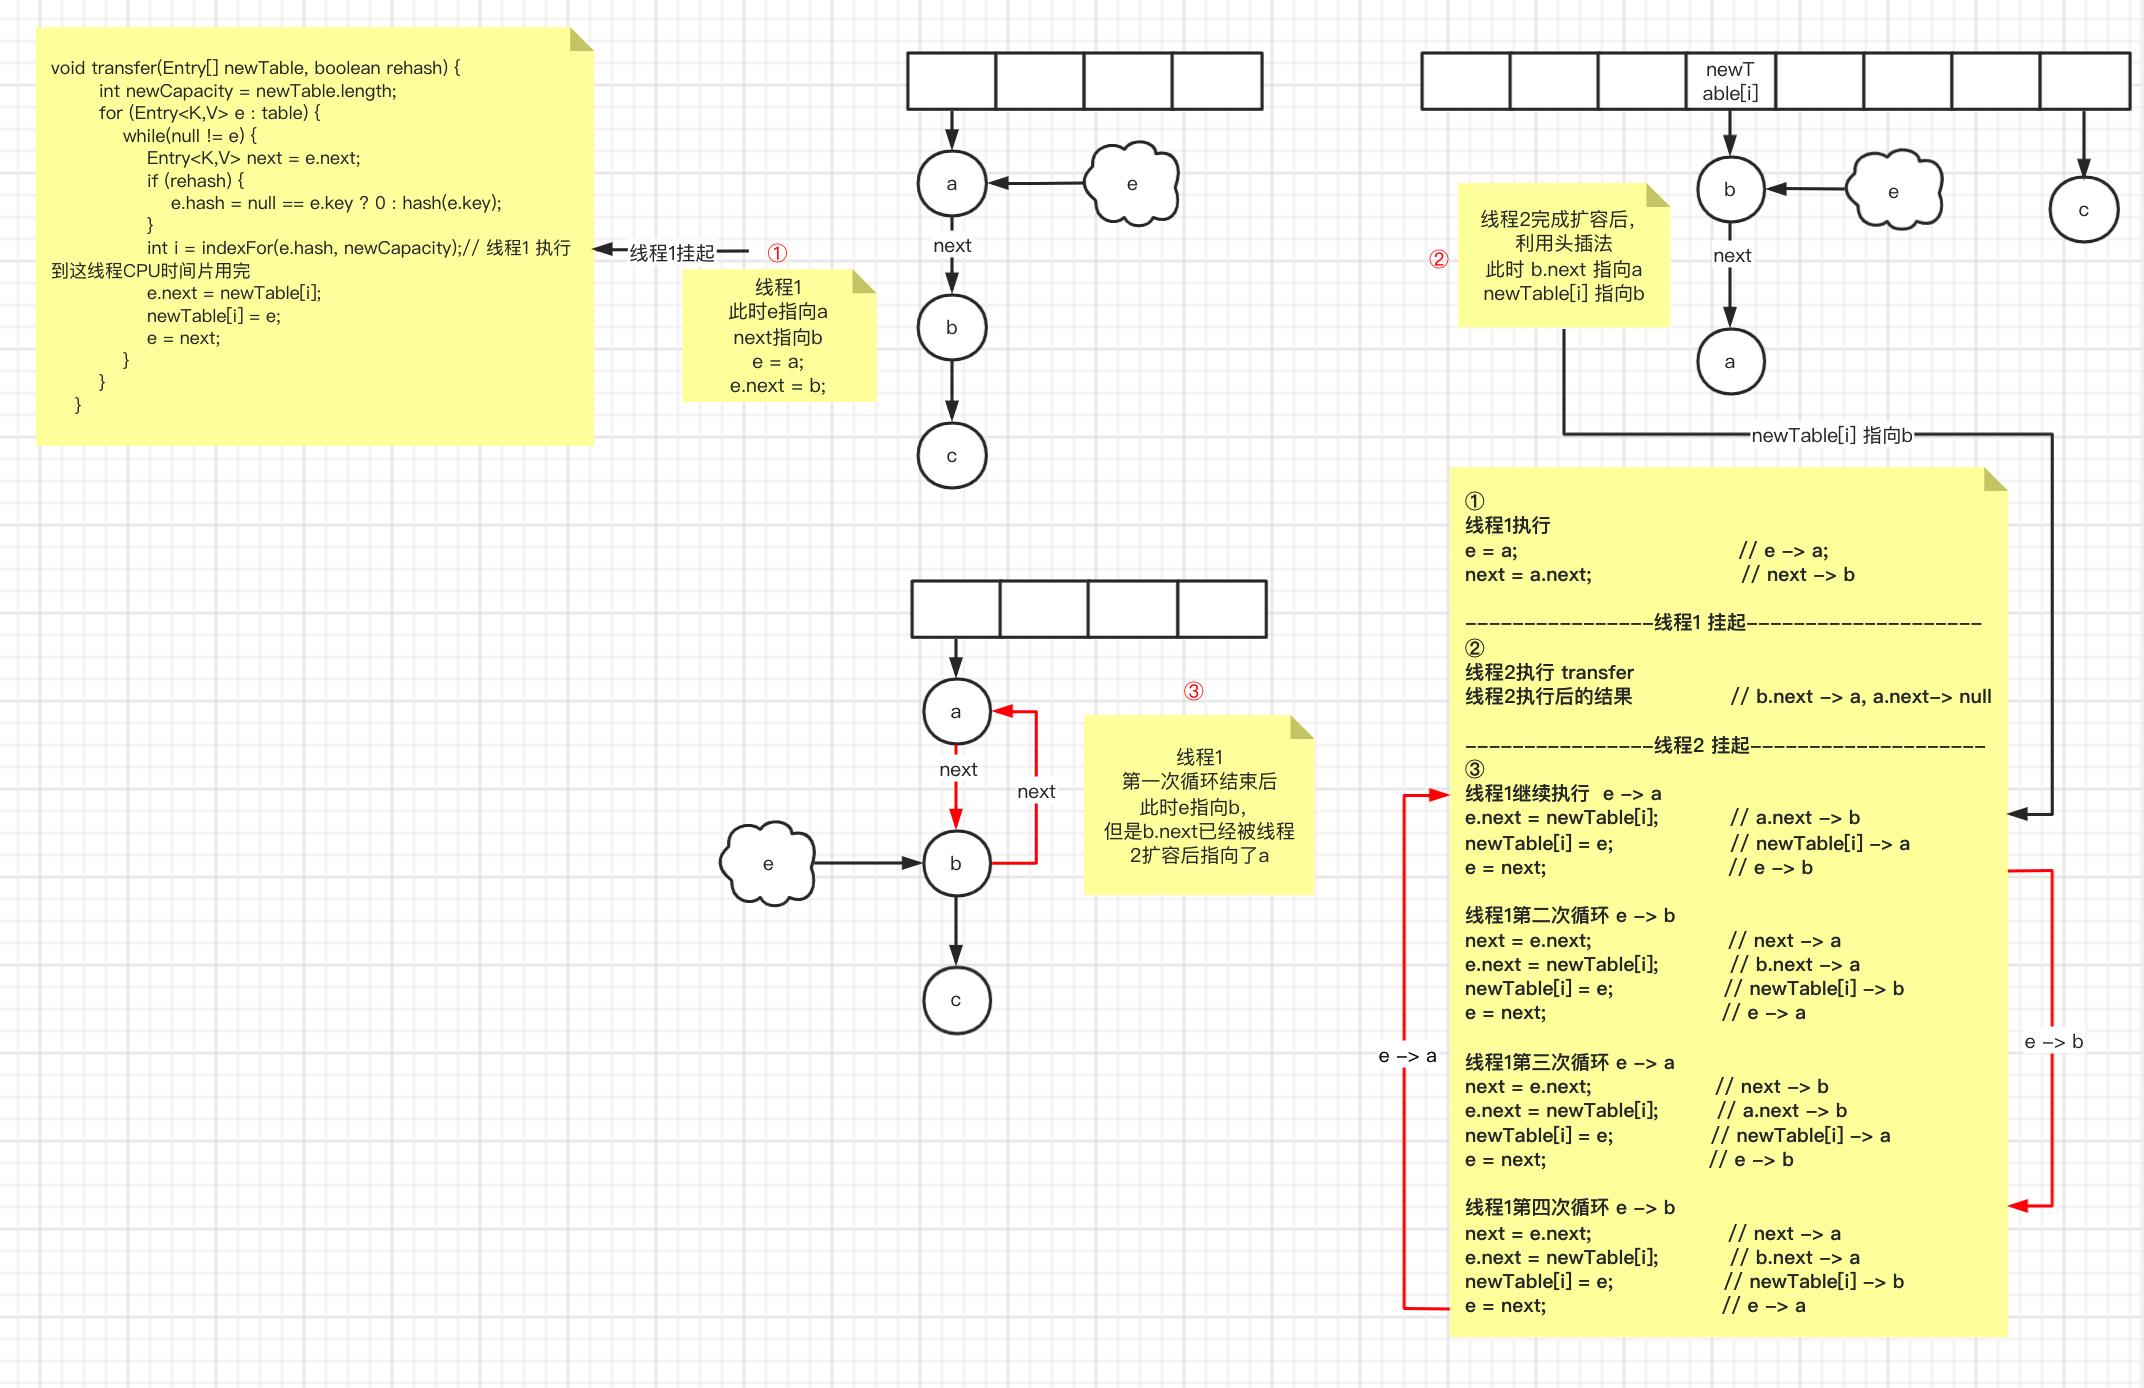 void transfer(Entry[] newTable, boolean rehash) {
int newCapacity = newTable.length;
for (Entry<K,V> e : table) {
while(null != e) {
Entry<K,V> next = e.next;
if (rehash) {
e.hash = null == e.key ? 0 : hash(e.key);
}
int i = indexFor(e.hash, newCapacity);// 线程1 执行
到这线程CPU时间片用完
e.next = newTable[i];
newTable[i] = e;
e = next;
}
}
}
线程1挂起
①
线程1
此时e指向a
next指向b
e = a;
e.next = b;
a
e
next
b
c
newT
able[i]
b
e
c
next
a
②
线程2完成扩容后，
利用头插法
此时 b.next 指向a
newTable[i] 指向b
newTable[i] 指向b
a
next
next
e
b
c
③
线程1
第一次循环结束后
此时e指向b，
但是b.next已经被线程
2扩容后指向了a
①
线程1执行
e = a; // e -> a;
next = a.next; // next -> b
----------------线程1 挂起--------------------
②
线程2执行 transfer
线程2执行后的结果 // b.next -> a, a.next-> null
----------------线程2 挂起--------------------
③
线程1继续执行 e -> a
e.next = newTable[i]; // a.next -> b
newTable[i] = e; // newTable[i] -> a
e = next; // e -> b
线程1第二次循环 e -> b
next = e.next; // next -> a
e.next = newTable[i]; // b.next -> a
newTable[i] = e; // newTable[i] -> b
e = next; // e -> a
线程1第三次循环 e -> a
next = e.next; // next -> b
e.next = newTable[i]; // a.next -> b
newTable[i] = e; // newTable[i] -> a
e = next; // e -> b
线程1第四次循环 e -> b
next = e.next; // next -> a
e.next = newTable[i]; // b.next -> a
newTable[i] = e; // newTable[i] -> b
e = next; // e -> a
e -> a
e -> b